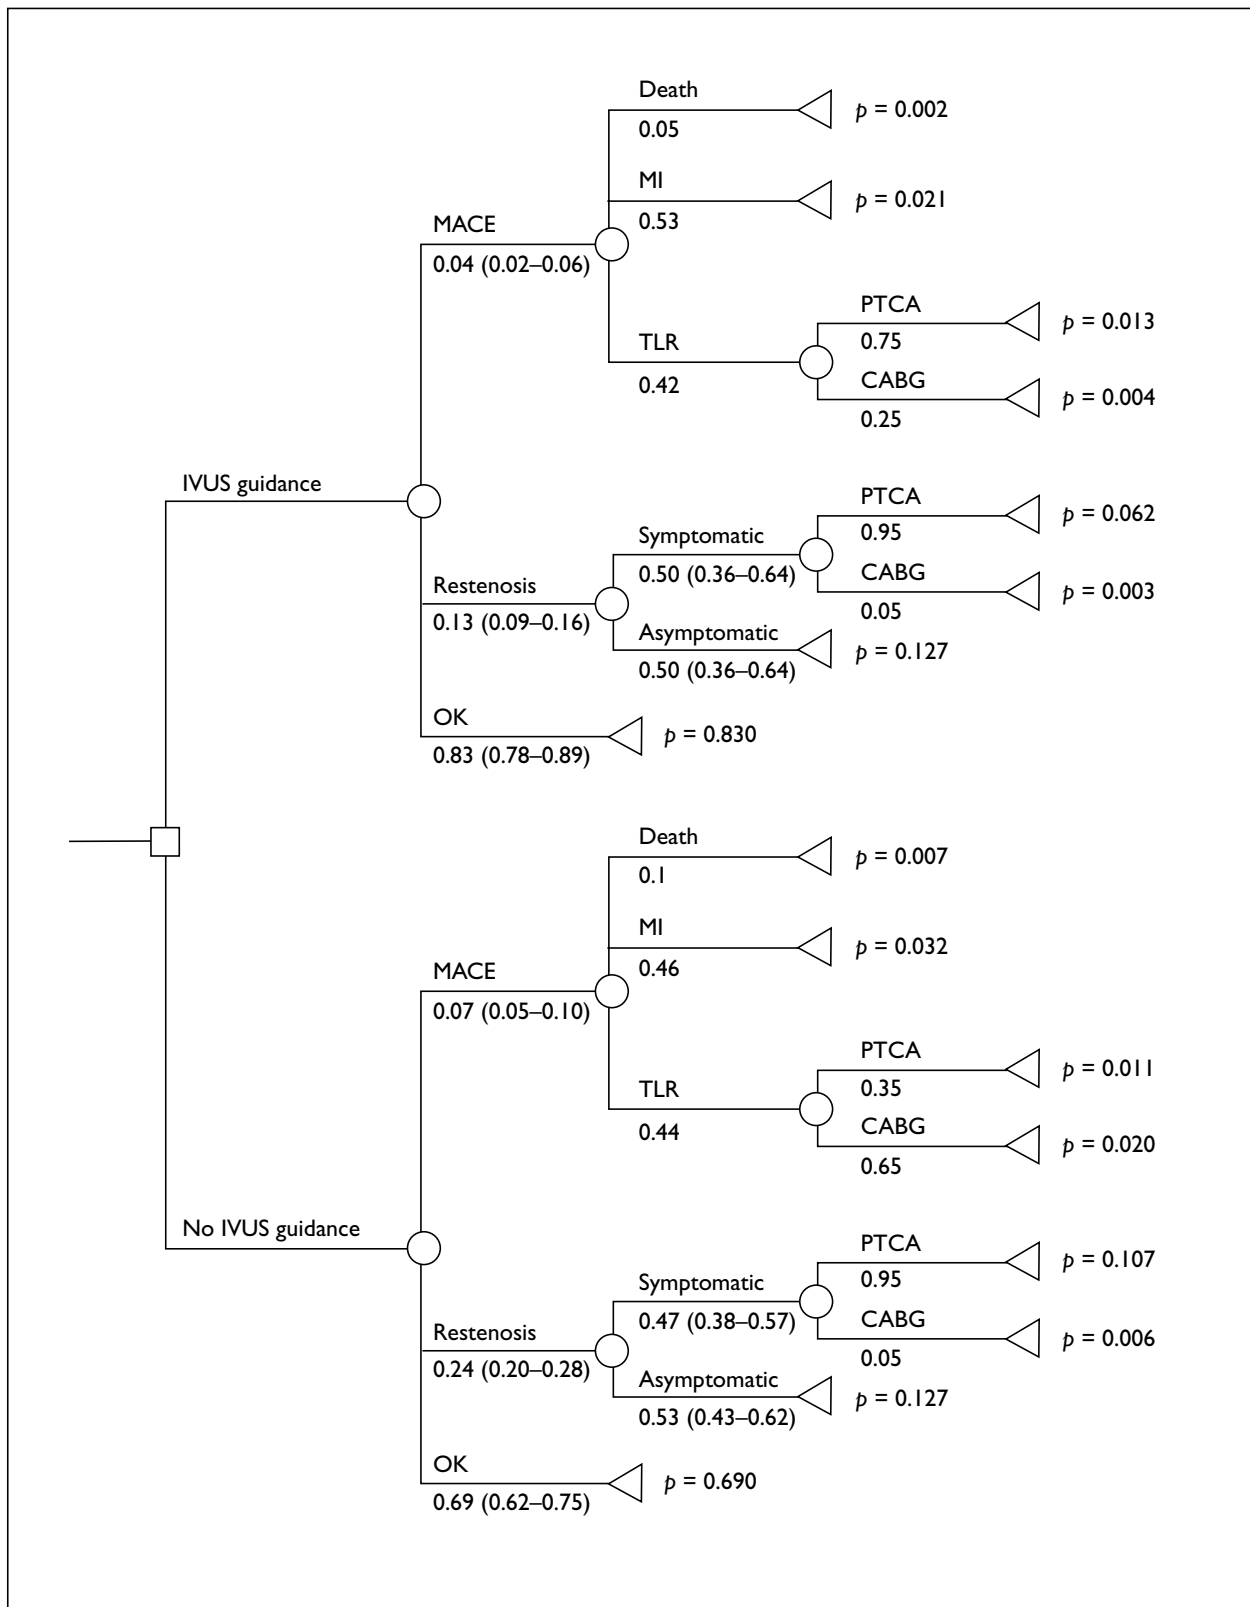 Death
0.05
p = 0.002
MI
0.53
p = 0.021
MACE
0.04 (0.02–0.06)
PTCA
0.75
p = 0.013
TLR
0.42
CABG
0.25
p = 0.004
IVUS guidance
PTCA
0.95
p = 0.062
Symptomatic
0.50 (0.36–0.64)
CABG
0.05
p = 0.003
Restenosis
0.13 (0.09–0.16)
Asymptomatic
0.50 (0.36–0.64)
p = 0.127
OK
0.83 (0.78–0.89)
p = 0.830
Death
0.1
p = 0.007
MI
0.46
p = 0.032
MACE
0.07 (0.05–0.10)
PTCA
0.35
p = 0.011
TLR
0.44
CABG
0.65
p = 0.020
No IVUS guidance
PTCA
0.95
p = 0.107
Symptomatic
0.47 (0.38–0.57)
CABG
0.05
p = 0.006
Restenosis
0.24 (0.20–0.28)
Asymptomatic
0.53 (0.43–0.62)
p = 0.127
OK
0.69 (0.62–0.75)
p = 0.690